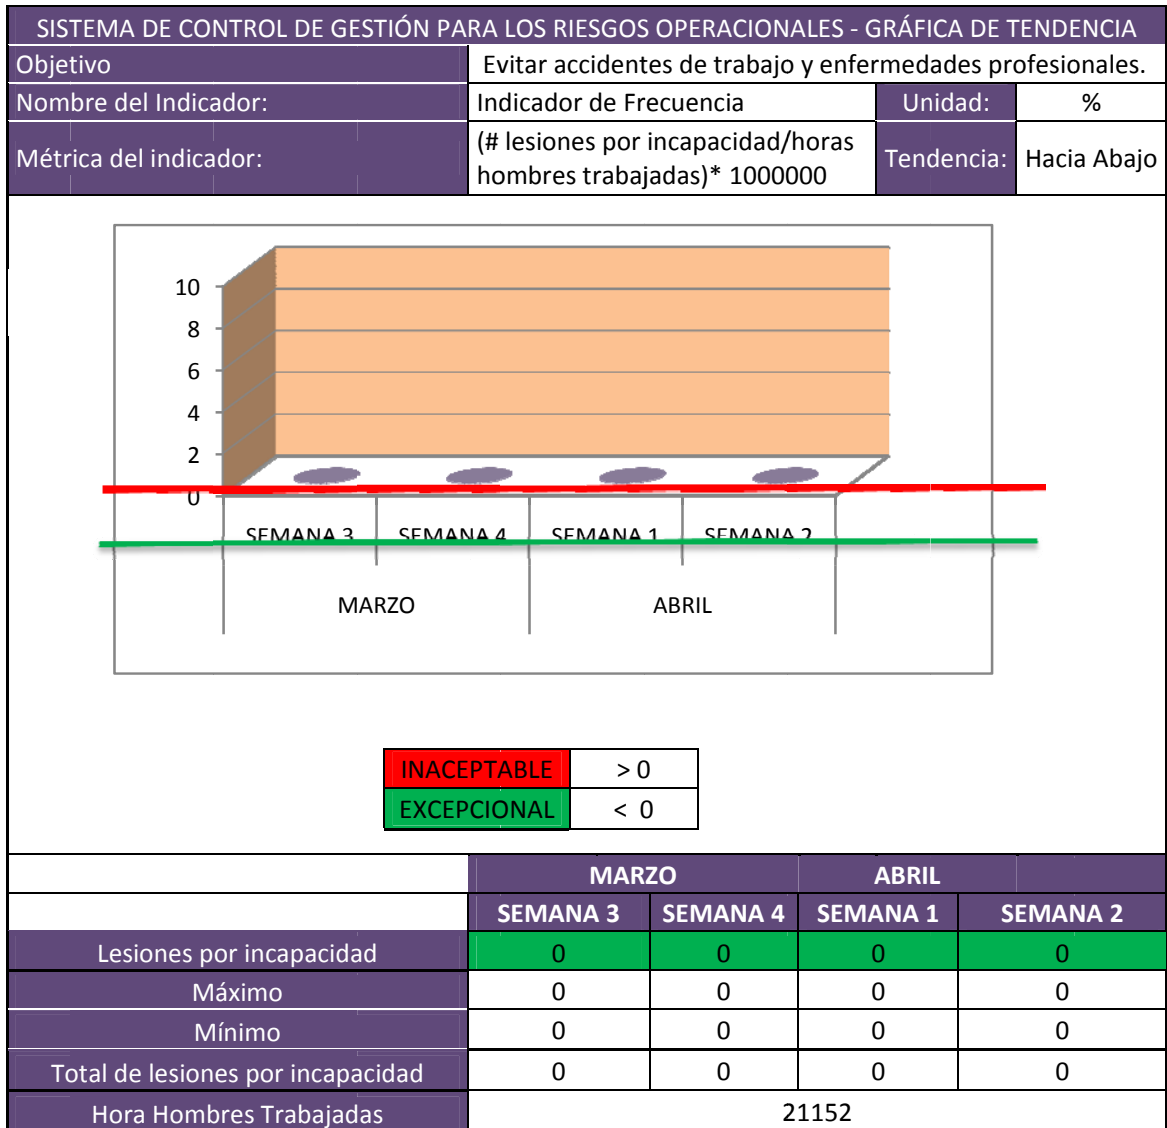 SISTEMA DE CONTROL DE GESTIÓN PARA LOS RIESGOS OPERACIONALES - GRÁFICA DE TENDENCIA
Objetivo Evitar accidentes de trabajo y enfermedades profesionales.
Nombre del Indicador: Indicador de Frecuencia Unidad: %
Métrica del indicador: (# lesiones por incapacidad/horas hombres trabajadas)* 1000000 Tendencia: Hacia Abajo
10
8
6
4
2
0
SEMANA 3 SEMANA 4 SEMANA 1 SEMANA 2
MARZO ABRIL
INACEPTABLE > 0
EXCEPCIONAL < 0
MARZO ABRIL
SEMANA 3 SEMANA 4 SEMANA 1 SEMANA 2
Lesiones por incapacidad 0 0 0 0
Máximo 0 0 0 0
Mínimo 0 0 0 0
Total de lesiones por incapacidad 0 0 0 0
Hora Hombres Trabajadas 21152